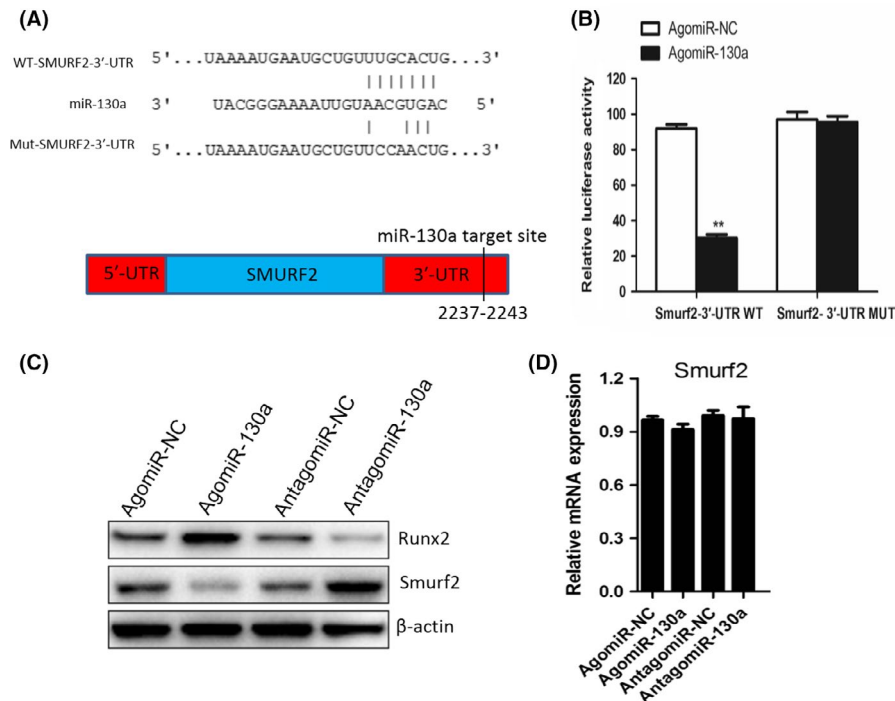 (A)
WT-SMURF2-3′-UTR 5'...UAAAAUGAAUGCUGUUUGCACUG...3'
miR-130a 3' UACGGGAAAAUUGUAACGUGAC 5'
Mut-SMURF2-3′-UTR 5'...UAAAAUGAAUGCUGUUCCAACUG...3'
miR-130a target site
5′-UTR SMURF2 3′-UTR
2237-2243
(B)
AgomiR-NC
AgomiR-130a
Relative luciferase activity
120
100
80
60
40
20
0
**
Smurf2-3′-UTR WT Smurf2- 3′-UTR MUT
(C)
AgomiR-NC AgomiR-130a AntagomiR-NC AntagomiR-130a
Runx2
Smurf2
β-actin
(D)
Smurf2
Relative mRNA expression
1.2
0.9
0.6
0.3
0.0
AgomiR-NC AgomiR-130a AntagomiR-NC AntagomiR-130a